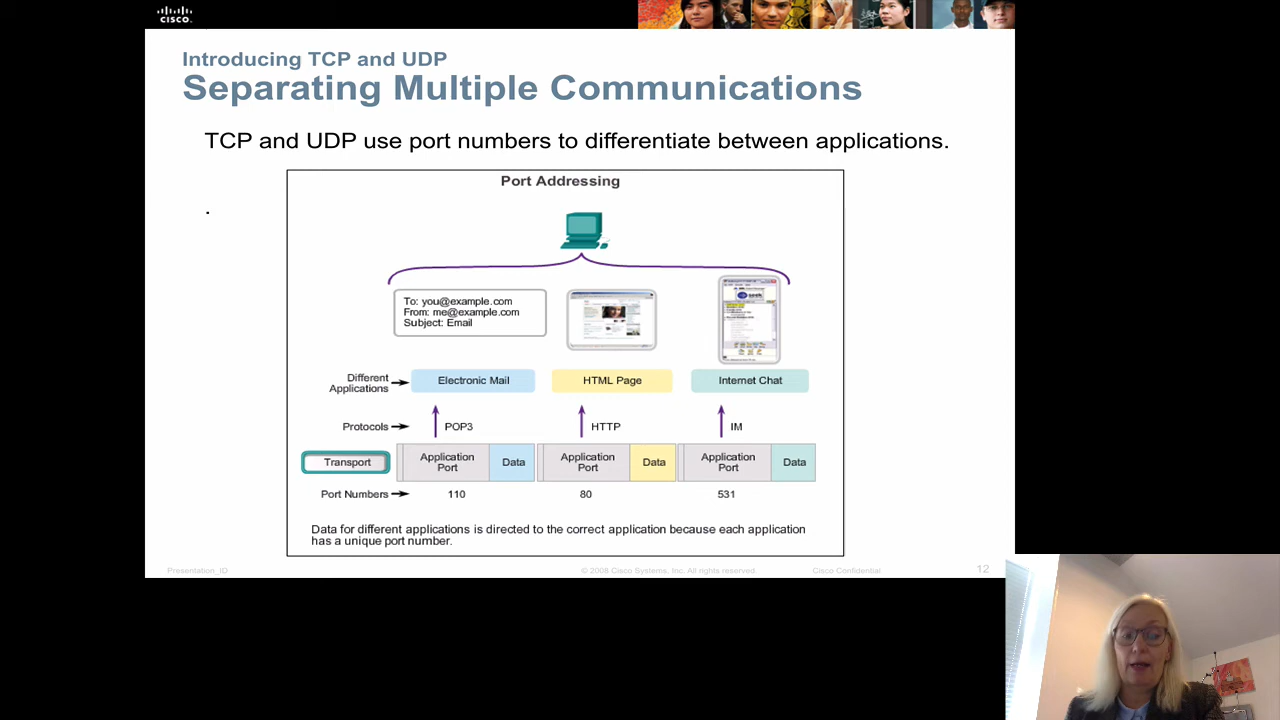 CISCO
Introducing TCP and UDP
Separating Multiple Communications
TCP and UDP use port numbers to differentiate between applications.
.
Port Addressing
To: you@example.com
From: me@example.com
Subject: Email
seek
Different
Applications
Electronic Mail
HTML Page
Internet Chat
Protocols
POP3
HTTP
IM
Transport
Application
Port
Data
Application
Port
Data
Application
Port
Data
Port Numbers
110
80
531
Data for different applications is directed to the correct application because each application
has a unique port number.
Presentation_ID
© 2008 Cisco Systems, Inc. All rights reserved.
Cisco Confidential
12